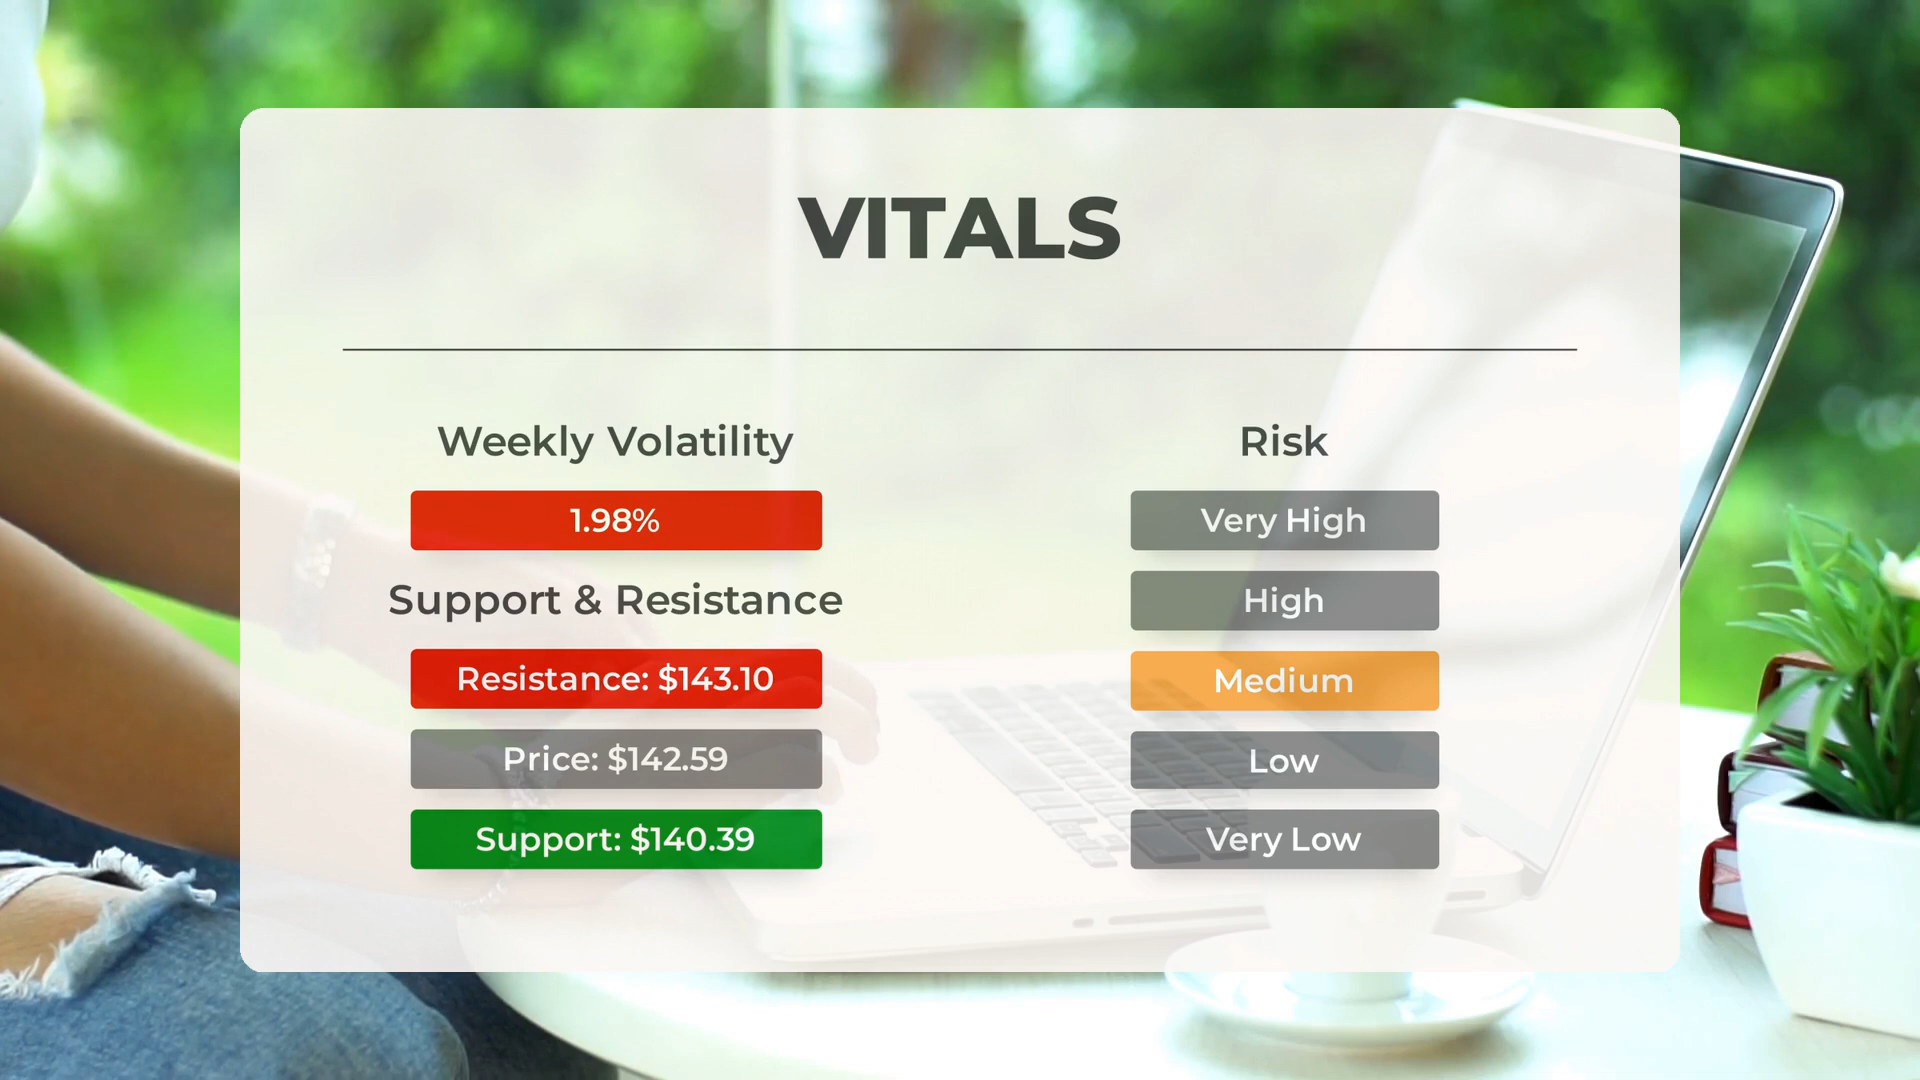 VITALS
Weekly Volatility
1.98%
Support & Resistance
Resistance: $143.10
Price: $142.59
Support: $140.39
Risk
Very High
High
Medium
Low
Very Low